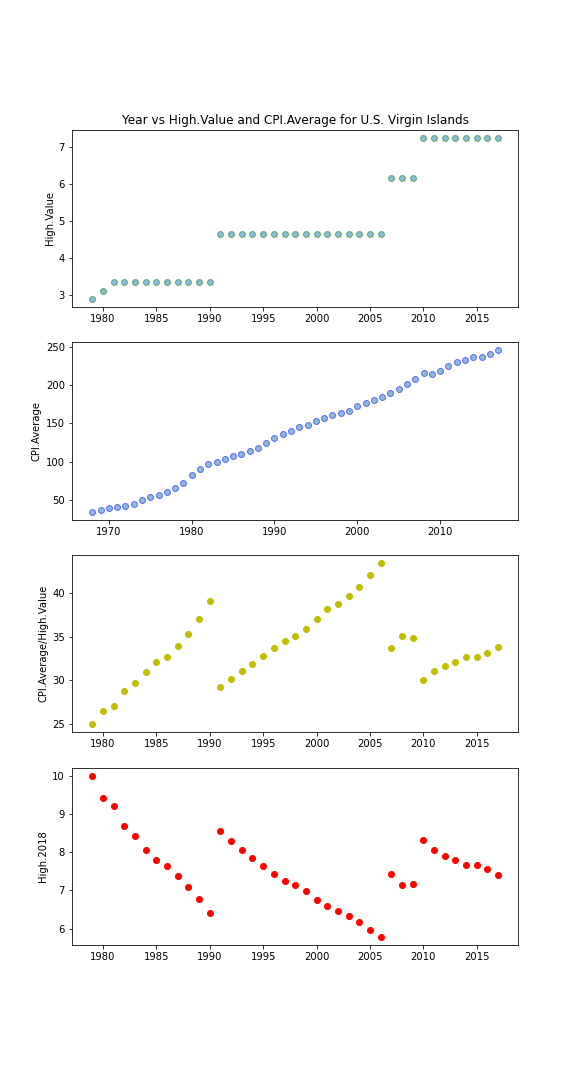 Year vs High.Value and CPI.Average for U.S. Virgin Islands
High.Value
7
6
5
4
3
1980 1985 1990 1995 2000 2005 2010 2015
CPI.Average
250
200
150
100
50
1970 1980 1990 2000 2010
CPI.Average/High.Value
40
35
30
25
1980 1985 1990 1995 2000 2005 2010 2015
High.2018
10
9
8
7
6
1980 1985 1990 1995 2000 2005 2010 2015